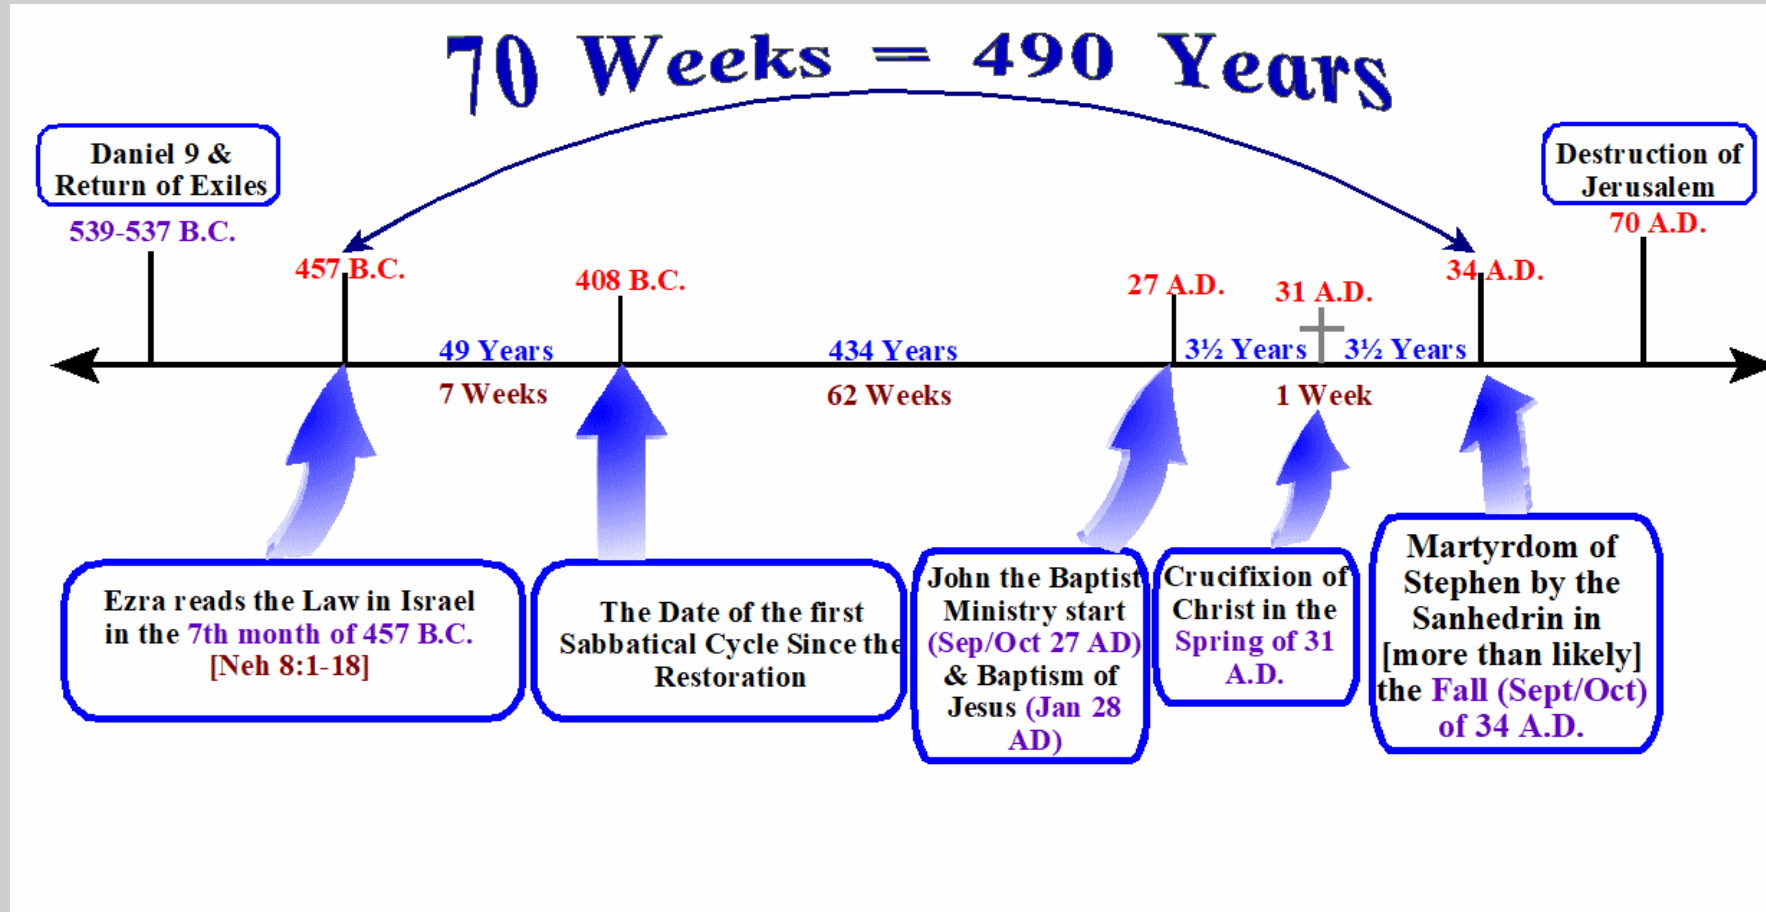 70 Weeks = 490 Years
Daniel 9 &
Return of Exiles
539-537 B.C.
Destruction of
Jerusalem
70 A.D.
457 B.C.
408 B.C.
27 A.D.
31 A.D.
34 A.D.
49 Years
434 Years
3½ Years
3½ Years
7 Weeks
62 Weeks
1 Week
Ezra reads the Law in Israel
in the 7th month of 457 B.C.
[Neh 8:1-18]
The Date of the first
Sabbatical Cycle Since the
Restoration
John the Baptist
Ministry start
(Sep/Oct 27 AD)
& Baptism of
Jesus (Jan 28
AD)
Crucifixion of
Christ in the
Spring of 31
A.D.
Martyrdom of
Stephen by the
Sanhedrin in
[more than likely]
the Fall (Sept/Oct)
of 34 A.D.